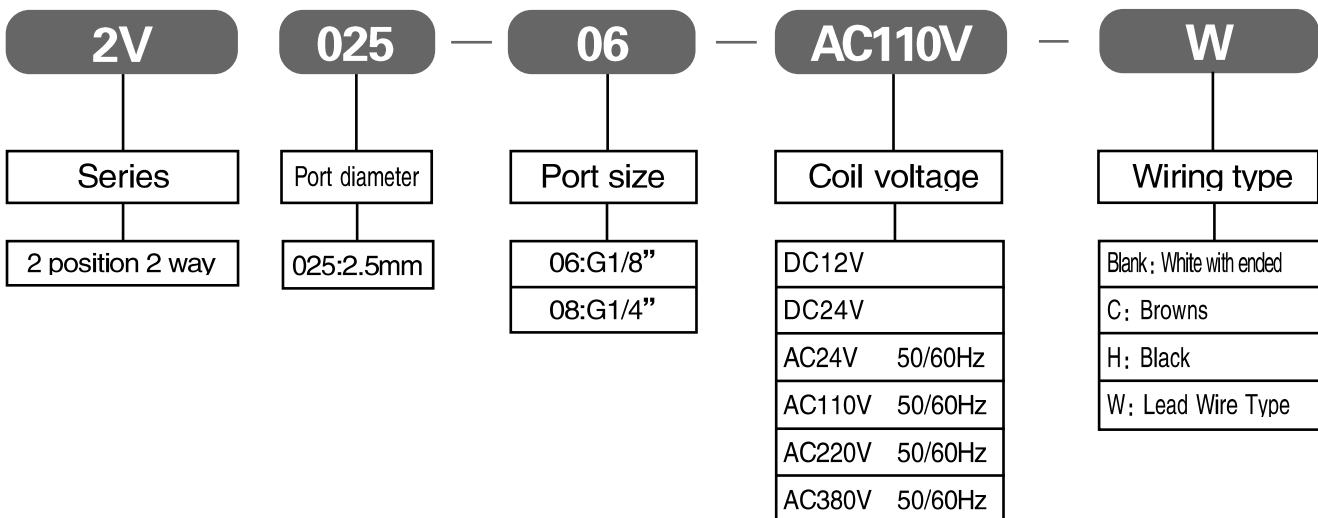 2V 025 — 06 — AC110V — W
Series Port diameter Port size Coil voltage Wiring type
2 position 2 way 025:2.5mm 06:G1/8” DC12V Blank: White with ended
08:G1/4” DC24V C: Browns
AC24V 50/60Hz H: Black
AC110V 50/60Hz W: Lead Wire Type
AC220V 50/60Hz
AC380V 50/60Hz